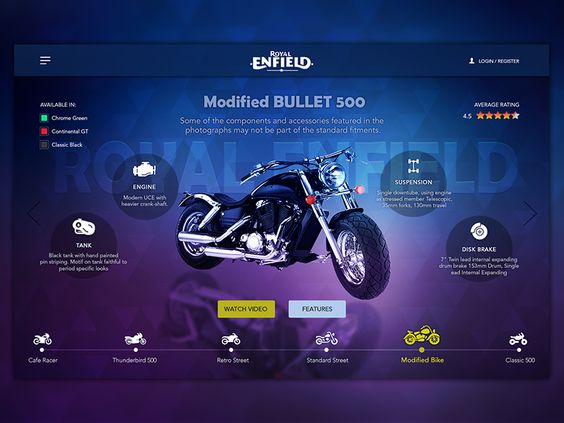 ROYAL
ENFIELD
LOGIN / REGISTER
AVAILABLE IN:
Chrome Green
Continental GT
Classic Black
Modified BULLET 500
Some of the components and accessories featured in the
photographs may not be part of the standard fitments.
AVERAGE RATING
4.5
ROYAL ENFIELD
ENGINE
Modern UCE with
heavier crank-shaft.
SUSPENSION
Single downtube, using engine
as stressed member Telescopic,
35mm forks, 130mm travel
TANK
Black tank with hand painted
pin striping. Motif on tank faithful to
period specific looks
DISK BRAKE
7" Twin lead internal expanding
drum brake 153mm Drum, Single
lead Internal Expanding
WATCH VIDEO
FEATURES
Cafe Racer
Thunderbird 500
Retro Street
Standard Street
Modified Bike
Classic 500